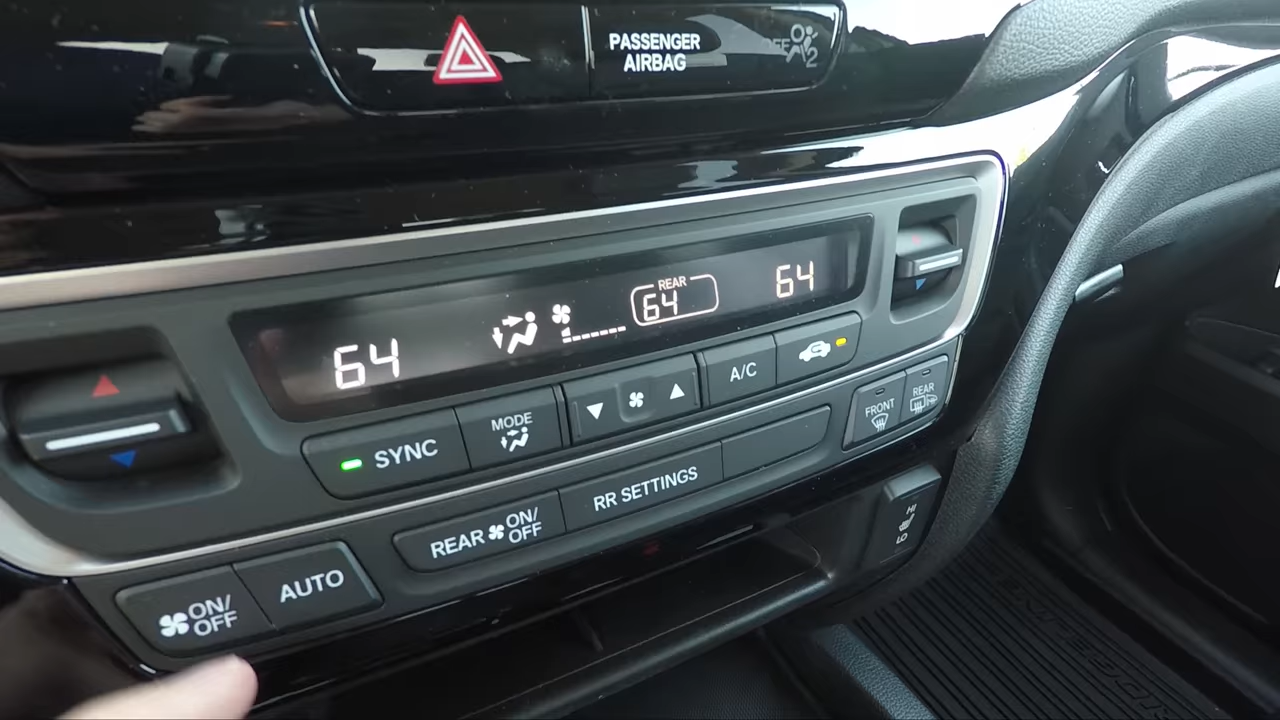 PASSENGER
AIRBAG
OFF
2
64
REAR
64
64
SYNC
MODE
A/C
FRONT
REAR
REAR ON/
OFF
RR SETTINGS
HI
LO
ON/
OFF
AUTO